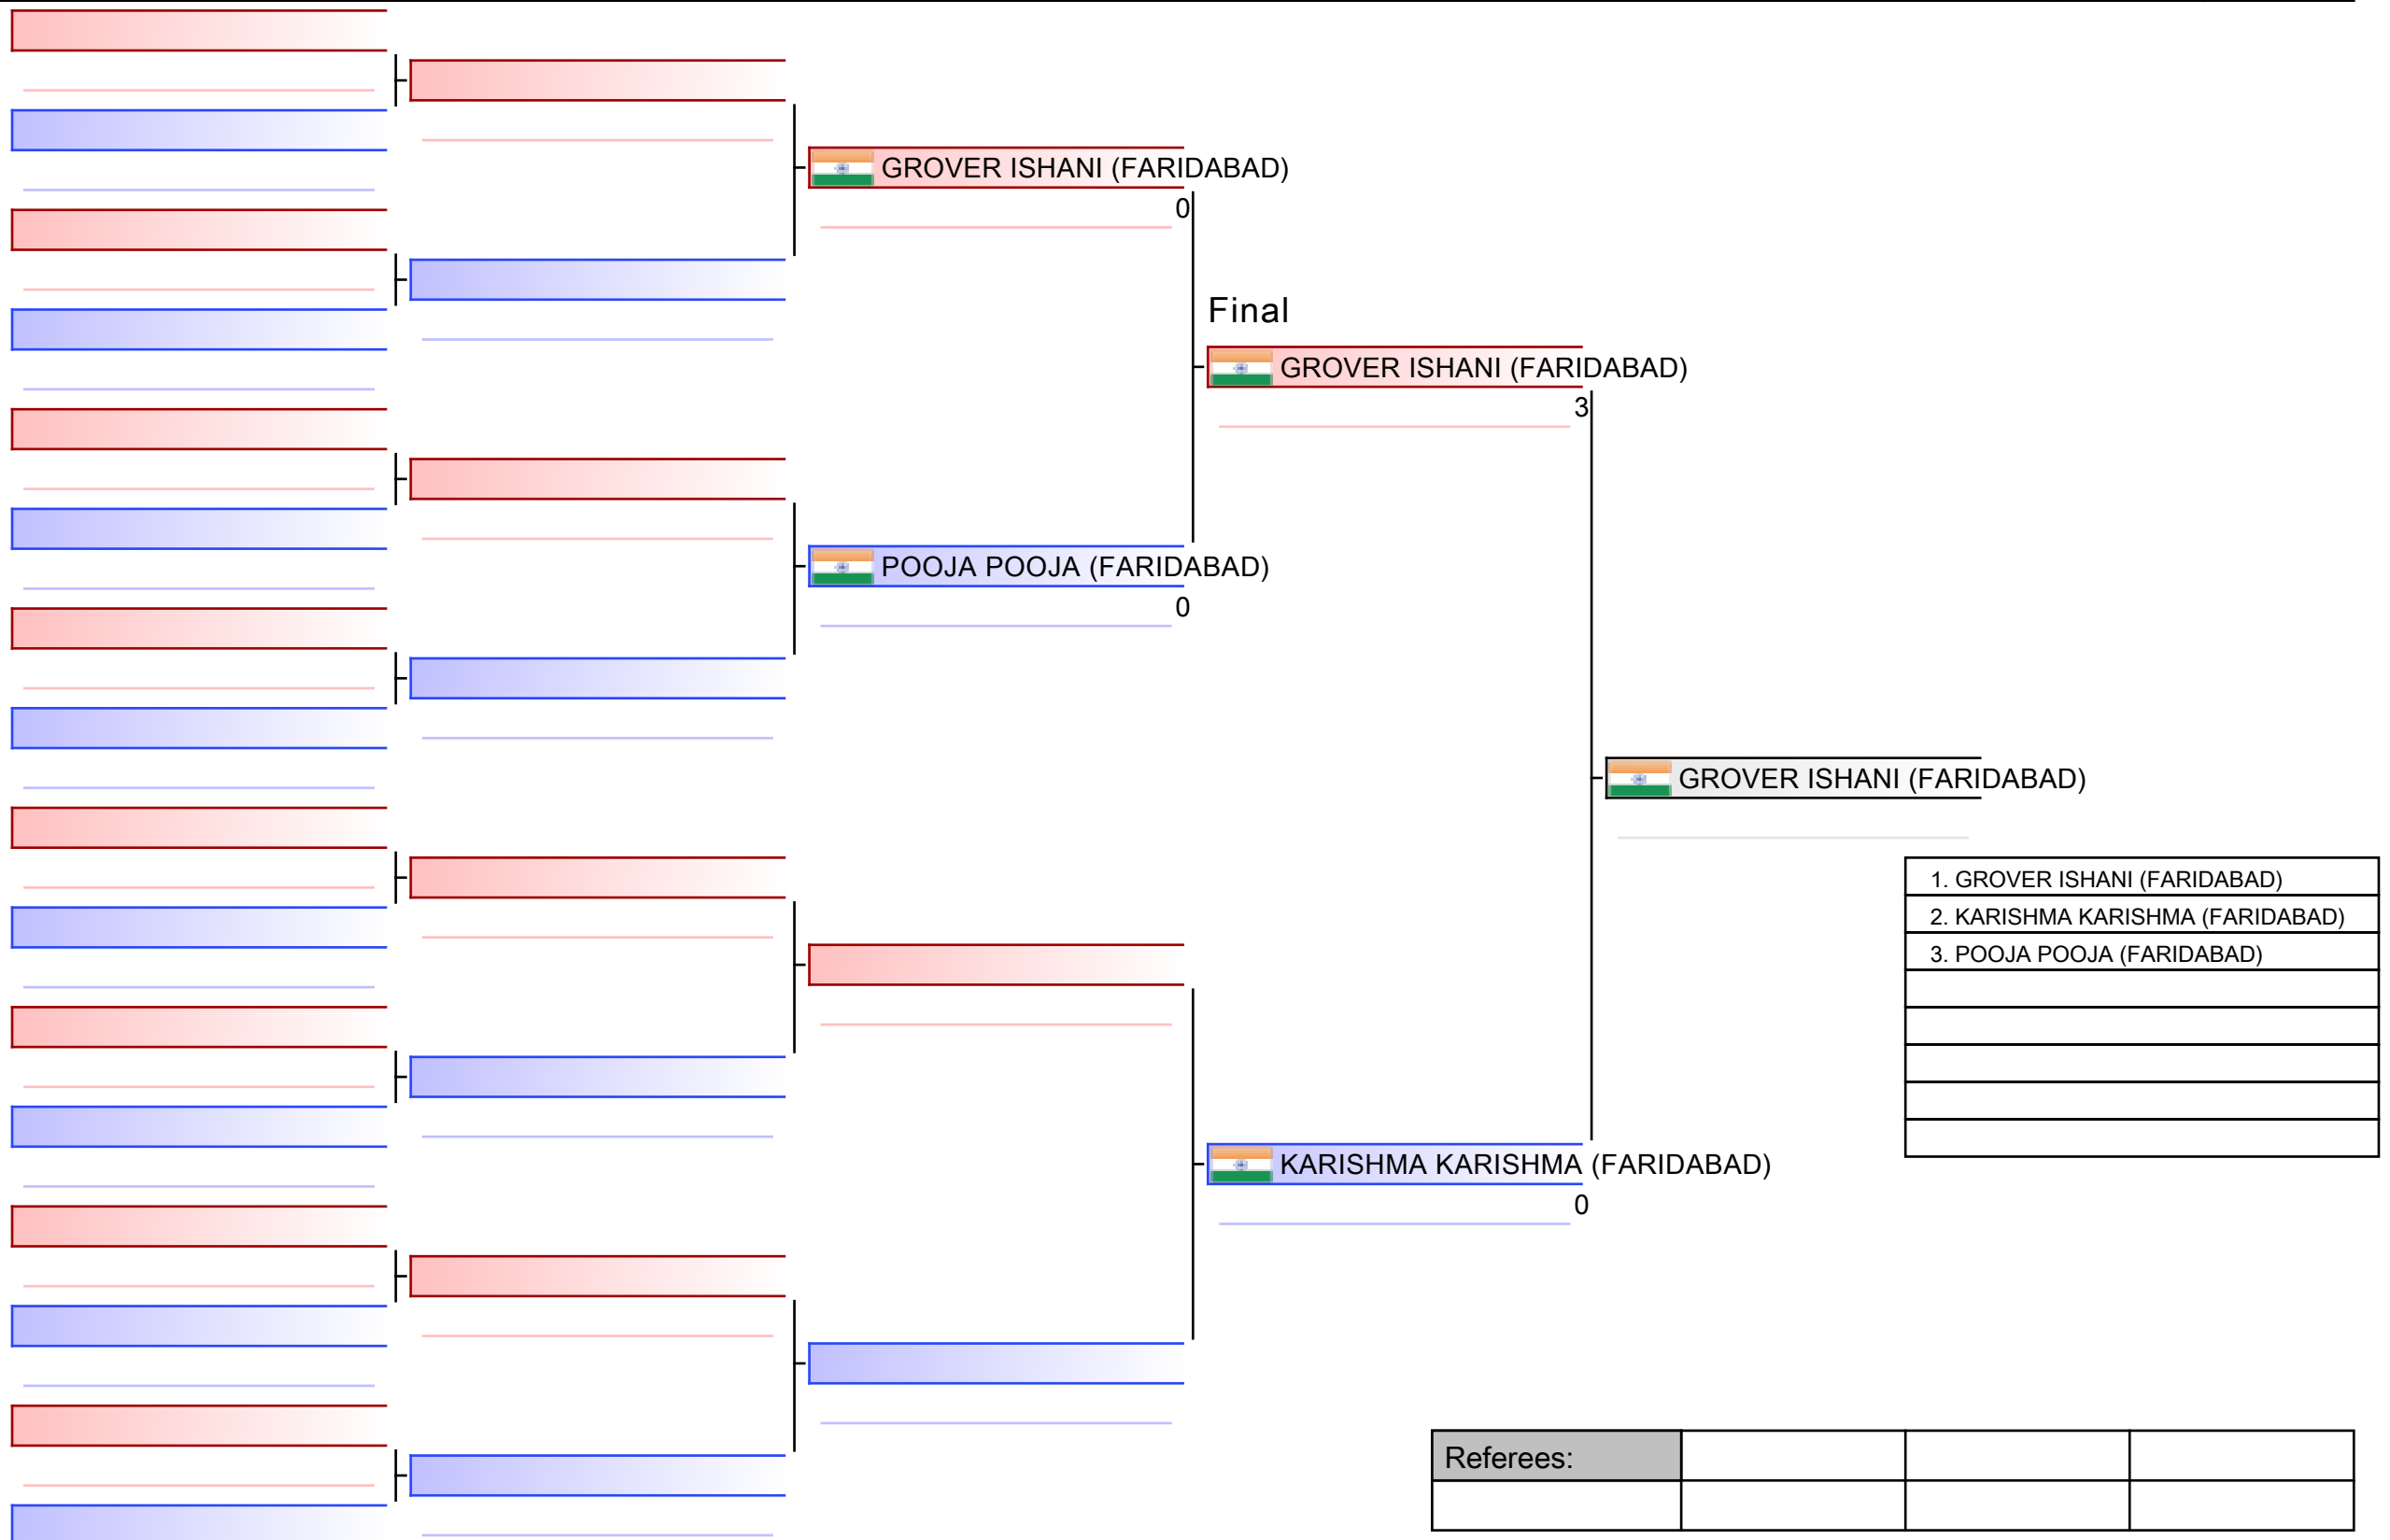 GROVER ISHANI (FARIDABAD)
0
Final
GROVER ISHANI (FARIDABAD)
3
POOJA POOJA (FARIDABAD)
0
GROVER ISHANI (FARIDABAD)
1. GROVER ISHANI (FARIDABAD)
2. KARISHMA KARISHMA (FARIDABAD)
3. POOJA POOJA (FARIDABAD)
KARISHMA KARISHMA (FARIDABAD)
0
Referees: